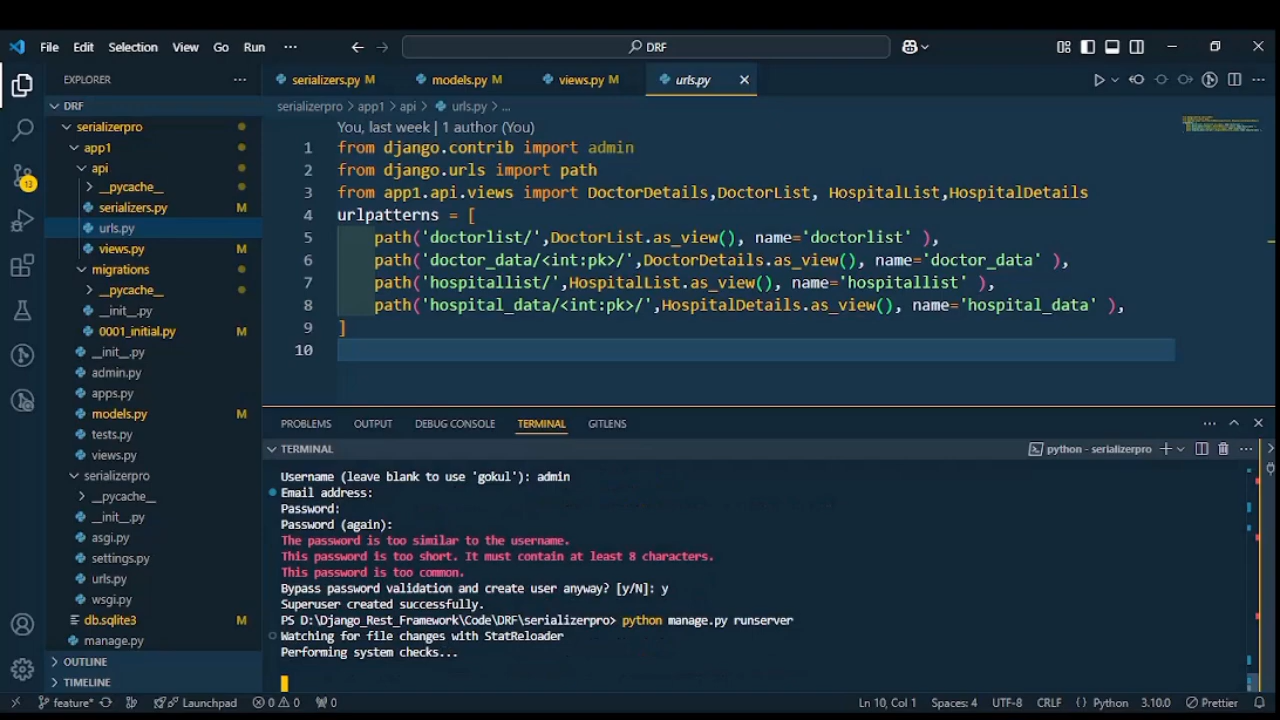 File Edit Selection View Go Run ··· DRF
EXPLORER ···
serializers.py M models.py M views.py M urls.py
DRF
serializerpro
app1
api
__pycache__
serializers.py M
urls.py
views.py M
migrations
__pycache__
__init__.py
0001_initial.py M
__init__.py
admin.py
apps.py
models.py M
tests.py
views.py
serializerpro
__pycache__
__init__.py
asgi.py
settings.py
urls.py
wsgi.py
db.sqlite3 M
manage.py
OUTLINE
TIMELINE
13
serializerpro > app1 > api > urls.py > ...
You, last week | 1 author (You)
1 from django.contrib import admin
2 from django.urls import path
3 from app1.api.views import DoctorDetails,DoctorList, HospitalList,HospitalDetails
4 urlpatterns = [
5 path('doctorlist/',DoctorList.as_view(), name='doctorlist' ),
6 path('doctor_data/<int:pk>/',DoctorDetails.as_view(), name='doctor_data' ),
7 path('hospitallist/',HospitalList.as_view(), name='hospitallist' ),
8 path('hospital_data/<int:pk>/',HospitalDetails.as_view(), name='hospital_data' ),
9 ]
10
PROBLEMS OUTPUT DEBUG CONSOLE TERMINAL GITLENS
TERMINAL python - serializerpro
Username (leave blank to use 'gokul'): admin
Email address:
Password:
Password (again):
The password is too similar to the username.
This password is too short. It must contain at least 8 characters.
This password is too common.
Bypass password validation and create user anyway? [y/N]: y
Superuser created successfully.
PS D:\Django_Rest_Framework\Code\DRF\serializerpro> python manage.py runserver
Watching for file changes with StatReloader
Performing system checks...
feature* Launchpad 0 0 0 Ln 10, Col 1 Spaces: 4 UTF-8 CRLF {} Python 3.10.0 Prettier